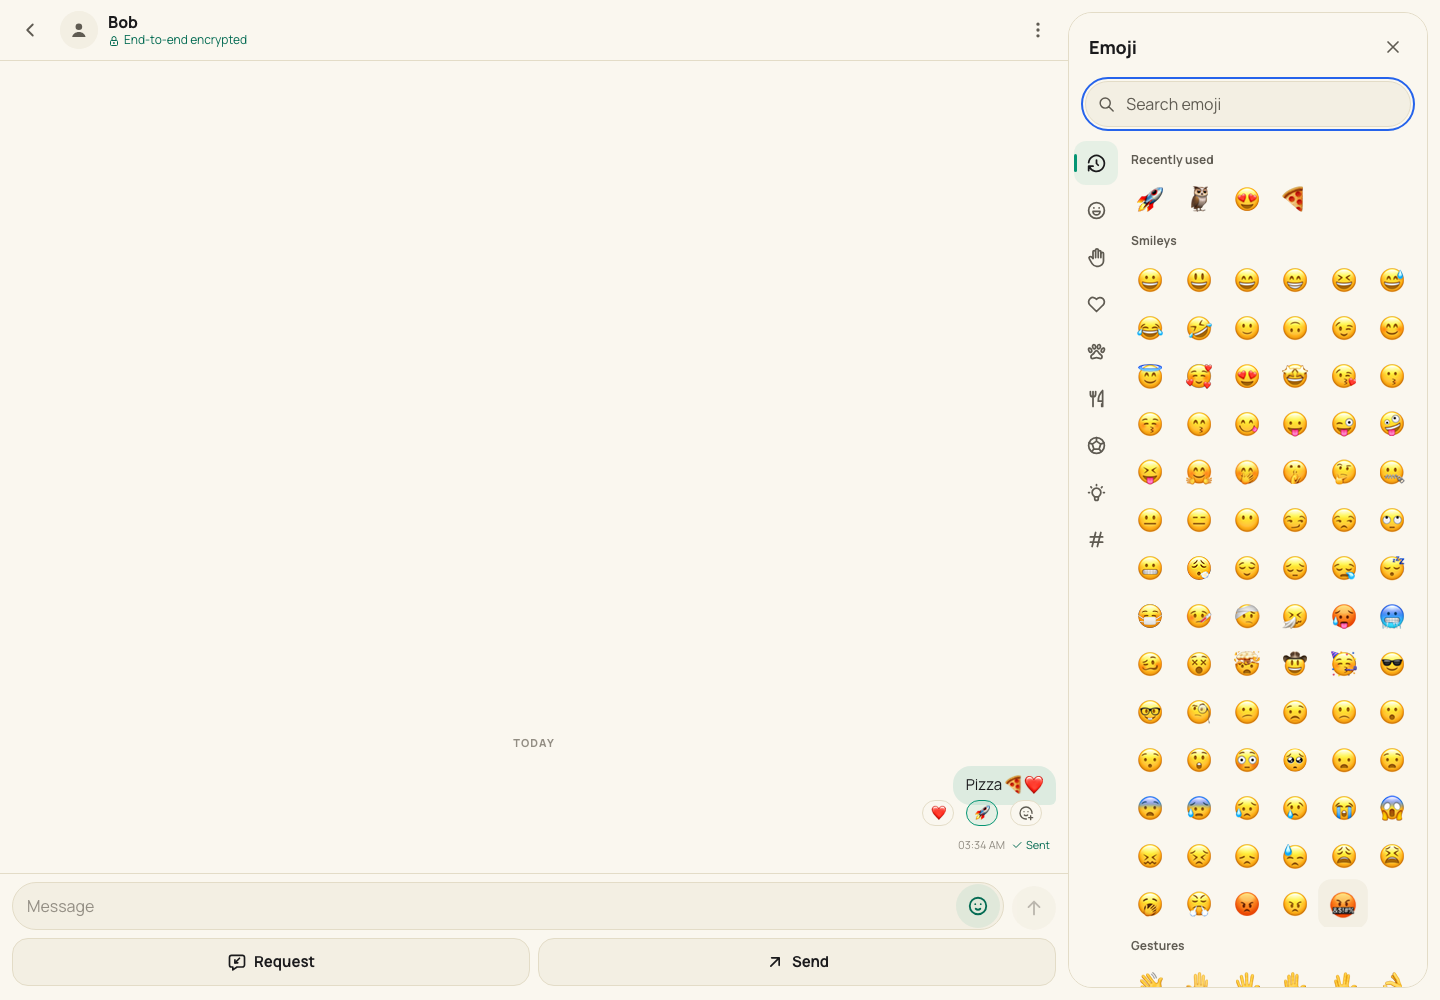 Bob
End-to-end encrypted
TODAY
Pizza 🍕❤️
03:34 AM Sent
Message
Request
Send
Emoji
Search emoji
Recently used
Smileys
Gestures